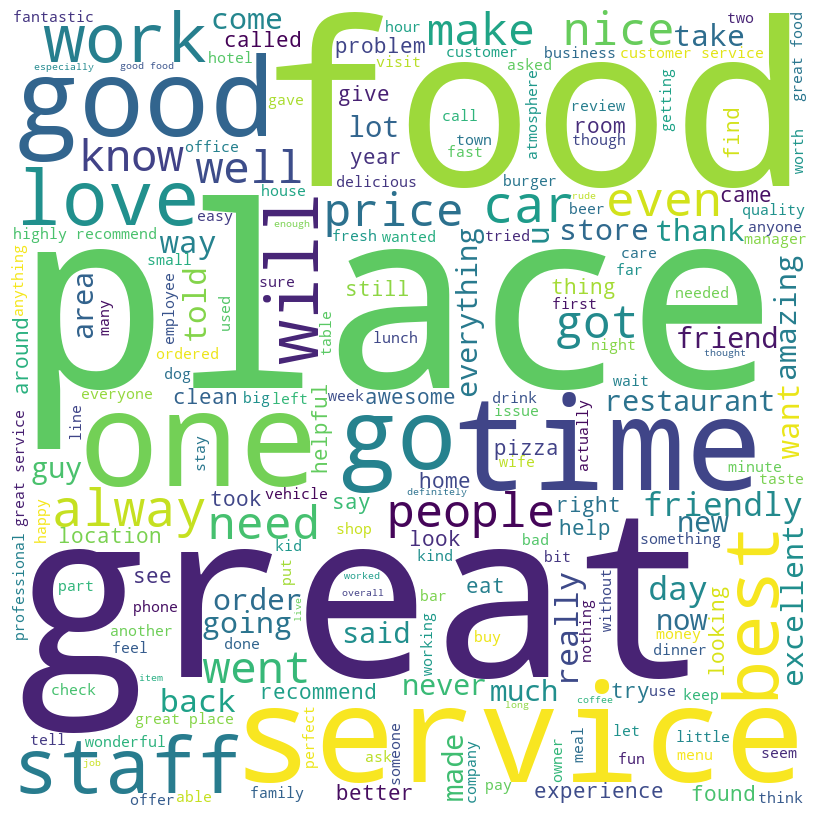 fantastic
work
come
called
hotel
food
hour
problem
visit
customer
make
asked
nice
business
take
two
customer service
great food
especially
good food
good
gave
give
lot
year
call
town
fast
atmosphere
review
room
though
getting
find
worth
know
office
well
delicious
burger
love
house
easy
will
enough
price
car
rude
beer
even
came
quality
anyone
highly recommend
way
small
sure
fresh
wanted
tried
u
store
care
far
thank
manager
place
anything
area
many
told
used
employee
ordered
still
everything
thing
first
needed
got
friend
amazing
around
table
lunch
night
thought
everyone
dog
clean
big
left
week
awesome
drink
wait
restaurant
want
one
go
time
line
stay
helpful
issue
pizza
wife
actually
minute
taste
great service
guy
home
definitely
happy
alway
took
vehicle
need
say
people
right
friendly
new
location
shop
look
help
something
professional
kid
kind
bad
bit
great
part
see
put
worked
overall
bar
eat
really
nothing
without
day
best
excellent
phone
order
live
working
buy
now
money
looking
another
feel
going
done
said
dinner
went
check
item
back
recommend
never
much
try
use
keep
long
coffee
great place
service
tell
wonderful
perfect
ask
someone
made
company
owner
meal
let
fun
little
menu
seem
staff
job
offer
able
family
better
pay
experience
found
think